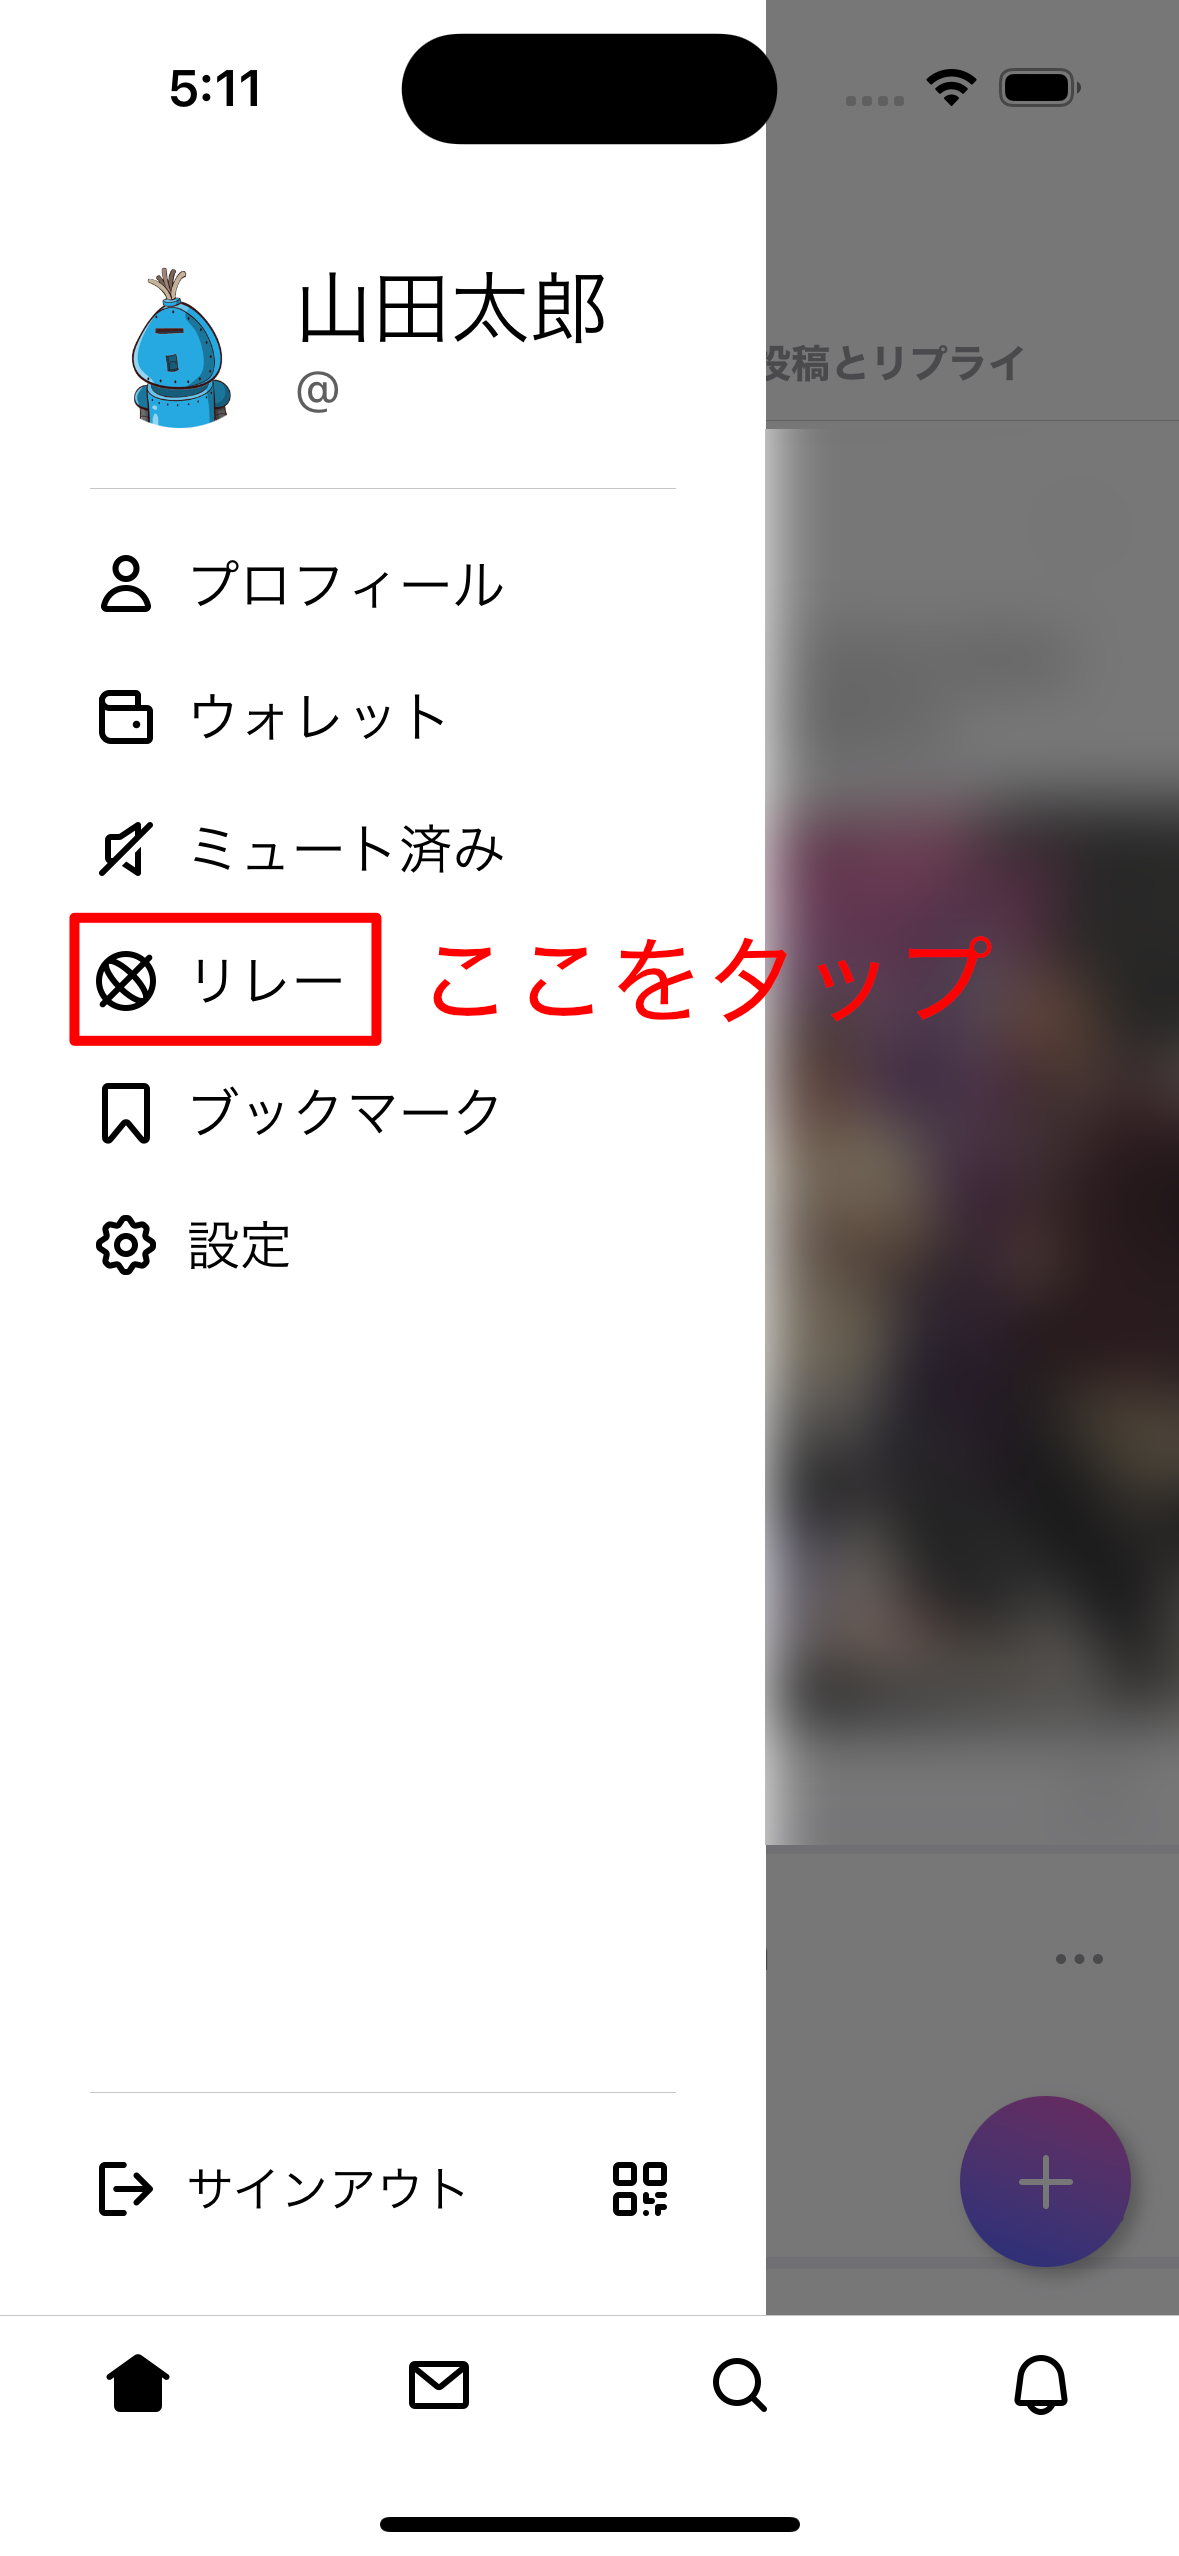 5:11
山田太郎
@
投稿とリプライ
プロフィール
ウォレット
ミュート済み
リレー
ここをタップ
ブックマーク
設定
サインアウト